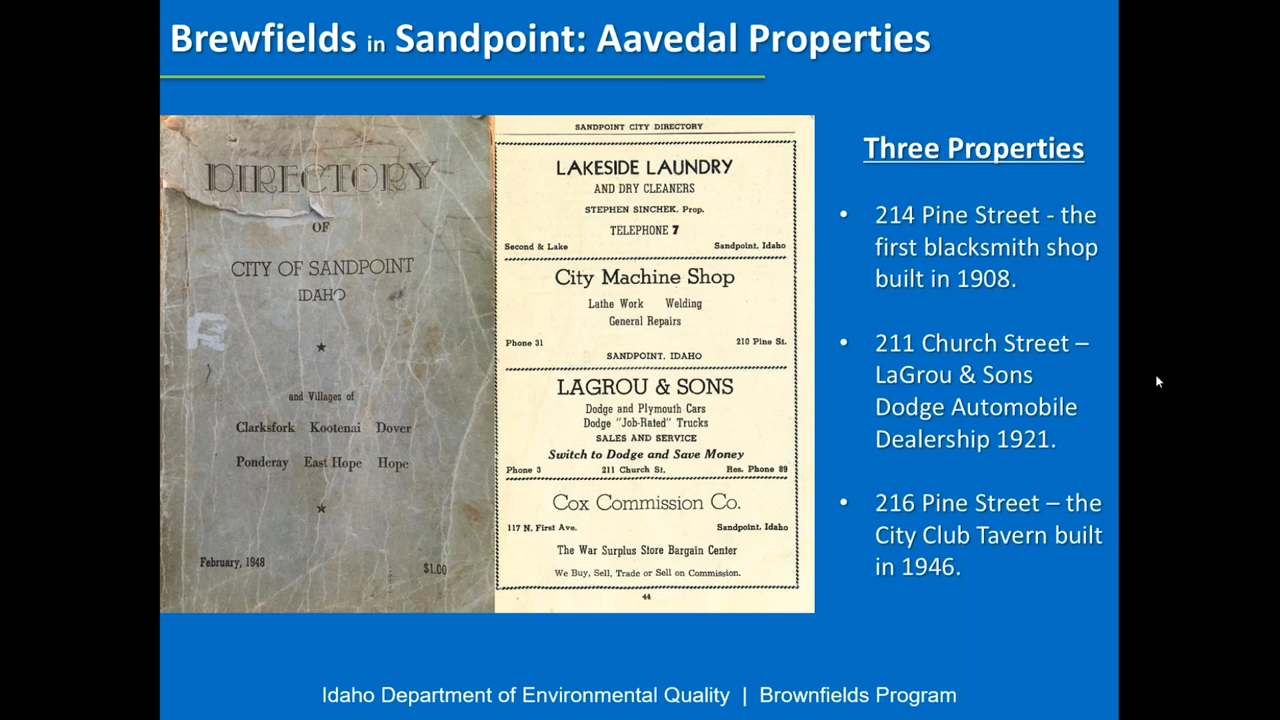 Brewfields in Sandpoint: Aavedal Properties
DIRECTORY
OF
CITY OF SANDPOINT
IDAHO
and Villages of
Clarksfork Kootenai Dover
Ponderay East Hope Hope
February, 1948
$1.00
SANDPOINT CITY DIRECTORY
LAKESIDE LAUNDRY
AND DRY CLEANERS
STEPHEN SINCHEK, Prop.
TELEPHONE 7
Second & Lake Sandpoint, Idaho
City Machine Shop
Lathe Work Welding
General Repairs
Phone 31 210 Pine St.
SANDPOINT, IDAHO
LAGROU & SONS
Dodge and Plymouth Cars
Dodge "Job-Rated" Trucks
SALES AND SERVICE
Switch to Dodge and Save Money
Phone 3 211 Church St. Res. Phone 89
Cox Commission Co.
117 N. First Ave. Sandpoint, Idaho
The War Surplus Store Bargain Center
We Buy, Sell, Trade or Sell on Commission.
44
Three Properties
• 214 Pine Street - the
first blacksmith shop
built in 1908.
• 211 Church Street –
LaGrou & Sons
Dodge Automobile
Dealership 1921.
• 216 Pine Street – the
City Club Tavern built
in 1946.
Idaho Department of Environmental Quality | Brownfields Program